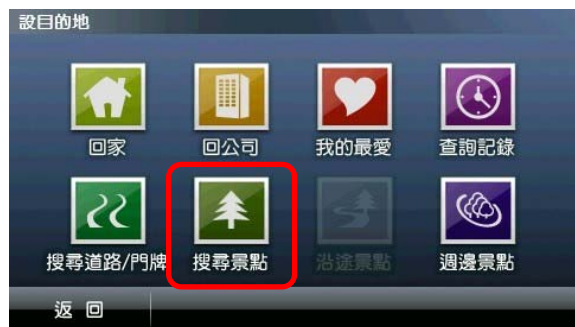 設目的地
回家 回公司 我的最愛 查詢記錄
搜尋道路/門牌 搜尋景點 沿途景點 週邊景點
返 回